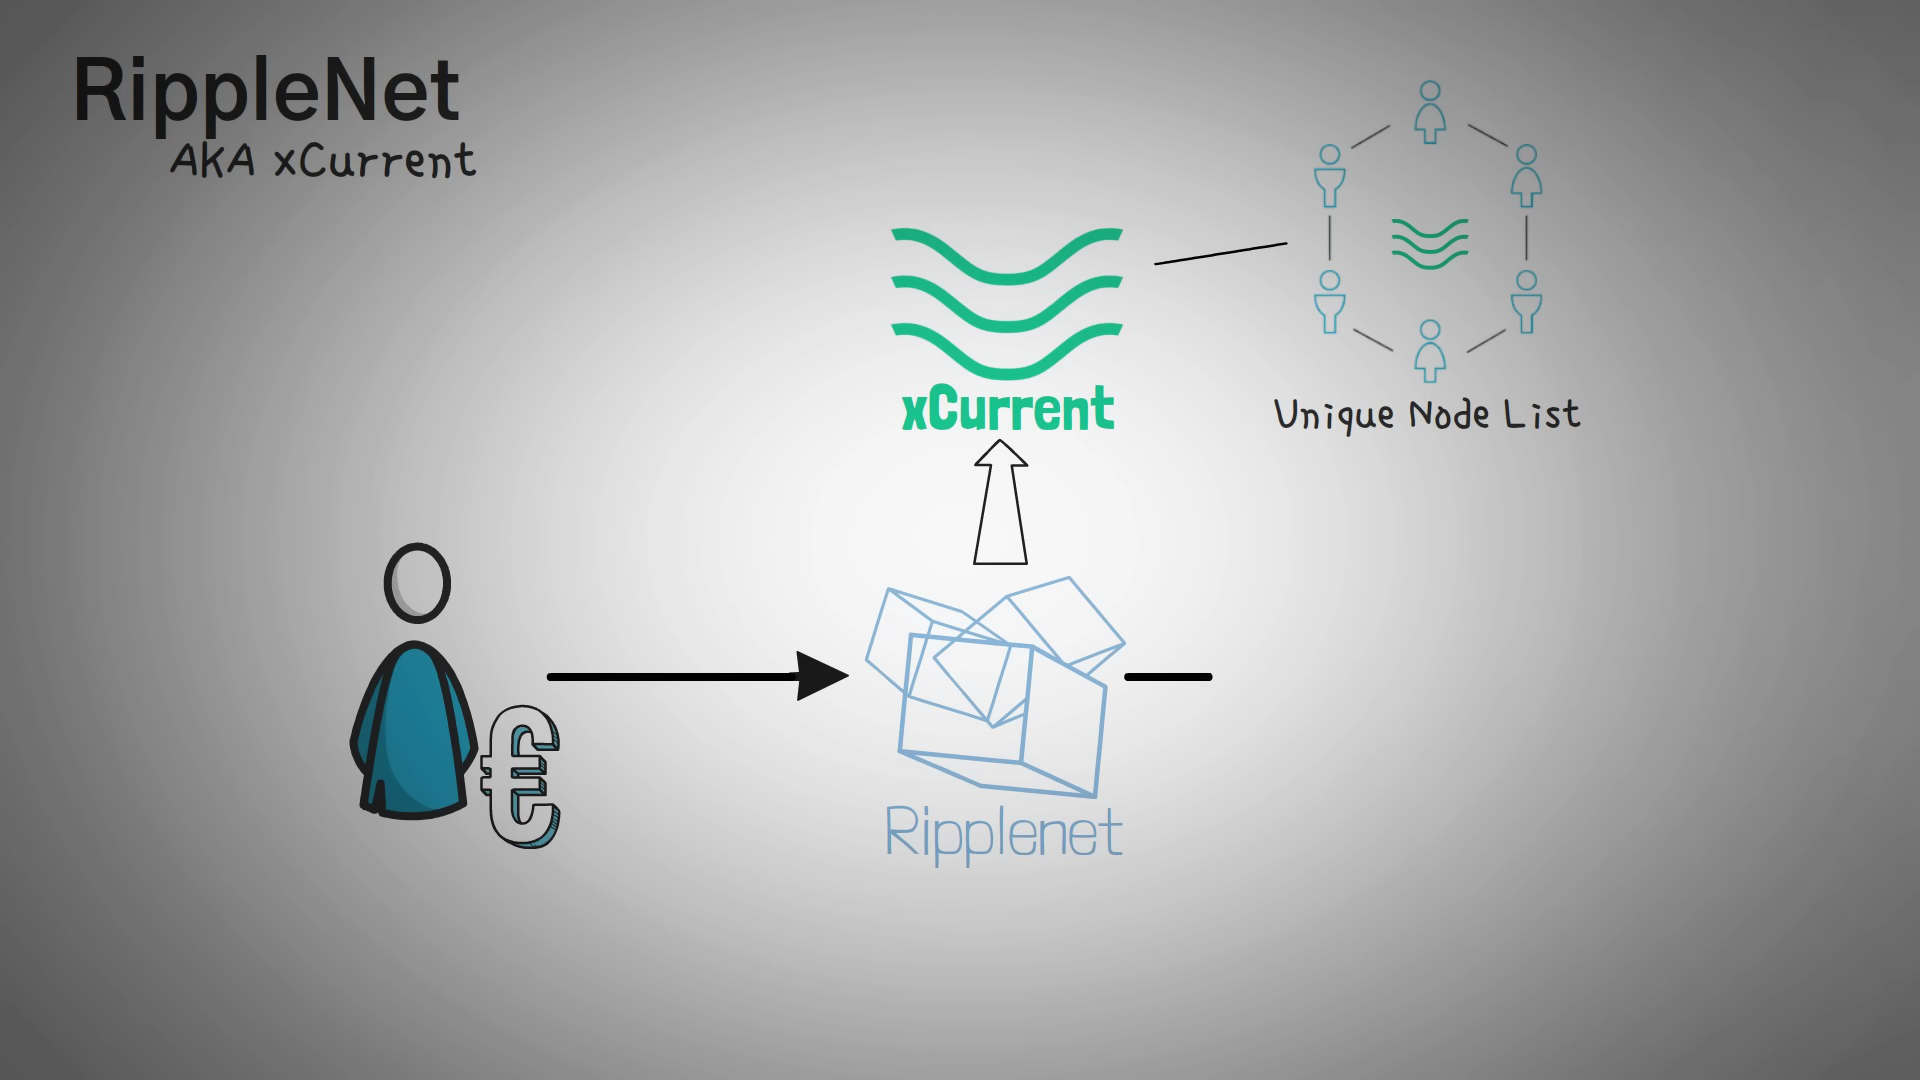 RippleNet
AKA xCurrent
xCurrent
Unique Node List
€
Ripplenet